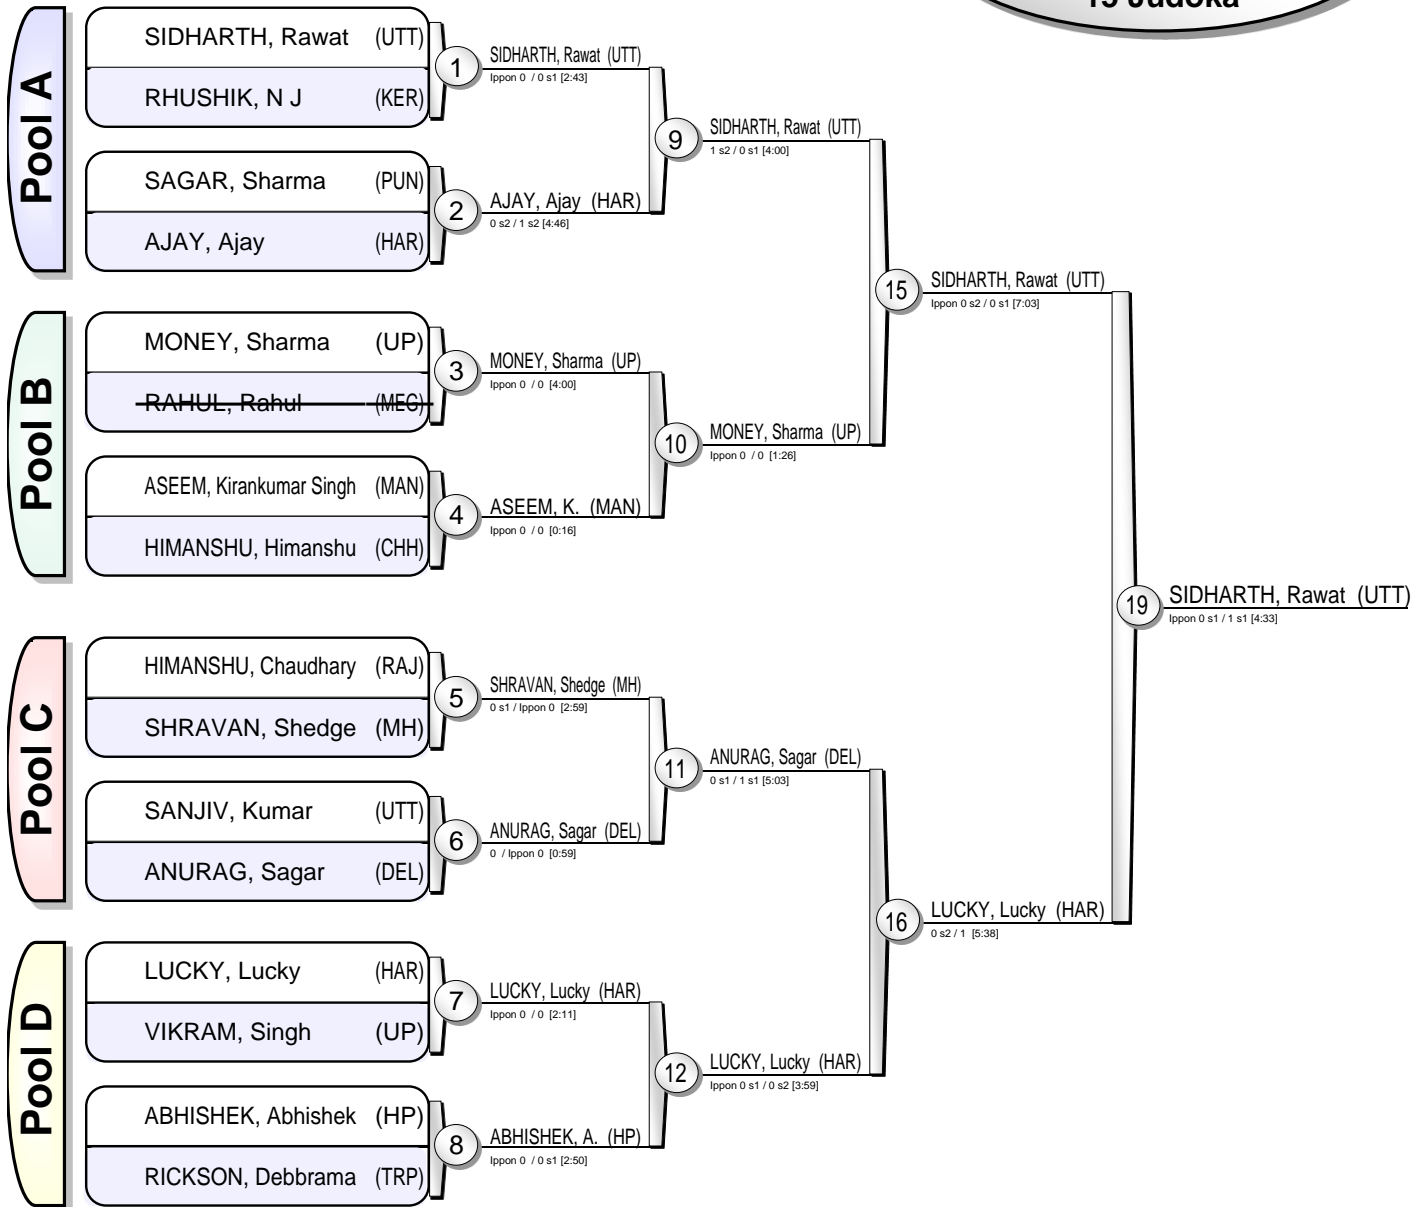 15 Judoka
Pool A
SIDHARTH, Rawat (UTT)
RHUSHIK, N J (KER)
1
SIDHARTH, Rawat (UTT)
Ippon 0 / 0 s1 [2:43]
SAGAR, Sharma (PUN)
AJAY, Ajay (HAR)
2
AJAY, Ajay (HAR)
0 s2 / 1 s2 [4:46]
9
SIDHARTH, Rawat (UTT)
1 s2 / 0 s1 [4:00]
Pool B
MONEY, Sharma (UP)
RAHUL, Rahul (MEG)
3
MONEY, Sharma (UP)
Ippon 0 / 0 [4:00]
ASEEM, Kirankumar Singh (MAN)
HIMANSHU, Himanshu (CHH)
4
ASEEM, K. (MAN)
Ippon 0 / 0 [0:16]
10
MONEY, Sharma (UP)
Ippon 0 / 0 [1:26]
15
SIDHARTH, Rawat (UTT)
Ippon 0 s2 / 0 s1 [7:03]
Pool C
HIMANSHU, Chaudhary (RAJ)
SHRAVAN, Shedge (MH)
5
SHRAVAN, Shedge (MH)
0 s1 / Ippon 0 [2:59]
SANJIV, Kumar (UTT)
ANURAG, Sagar (DEL)
6
ANURAG, Sagar (DEL)
0 / Ippon 0 [0:59]
11
ANURAG, Sagar (DEL)
0 s1 / 1 s1 [5:03]
Pool D
LUCKY, Lucky (HAR)
VIKRAM, Singh (UP)
7
LUCKY, Lucky (HAR)
Ippon 0 / 0 [2:11]
ABHISHEK, Abhishek (HP)
RICKSON, Debbrama (TRP)
8
ABHISHEK, A. (HP)
Ippon 0 / 0 s1 [2:50]
12
LUCKY, Lucky (HAR)
Ippon 0 s1 / 0 s2 [3:59]
16
LUCKY, Lucky (HAR)
0 s2 / 1 [5:38]
19
SIDHARTH, Rawat (UTT)
Ippon 0 s1 / 1 s1 [4:33]